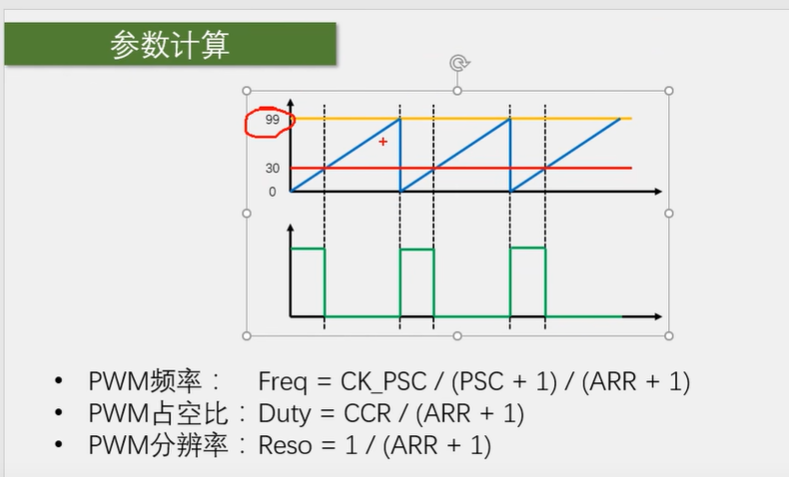 参数计算
99
30
0
• PWM频率： Freq = CK_PSC / (PSC + 1) / (ARR + 1)
• PWM占空比：Duty = CCR / (ARR + 1)
• PWM分辨率：Reso = 1 / (ARR + 1)